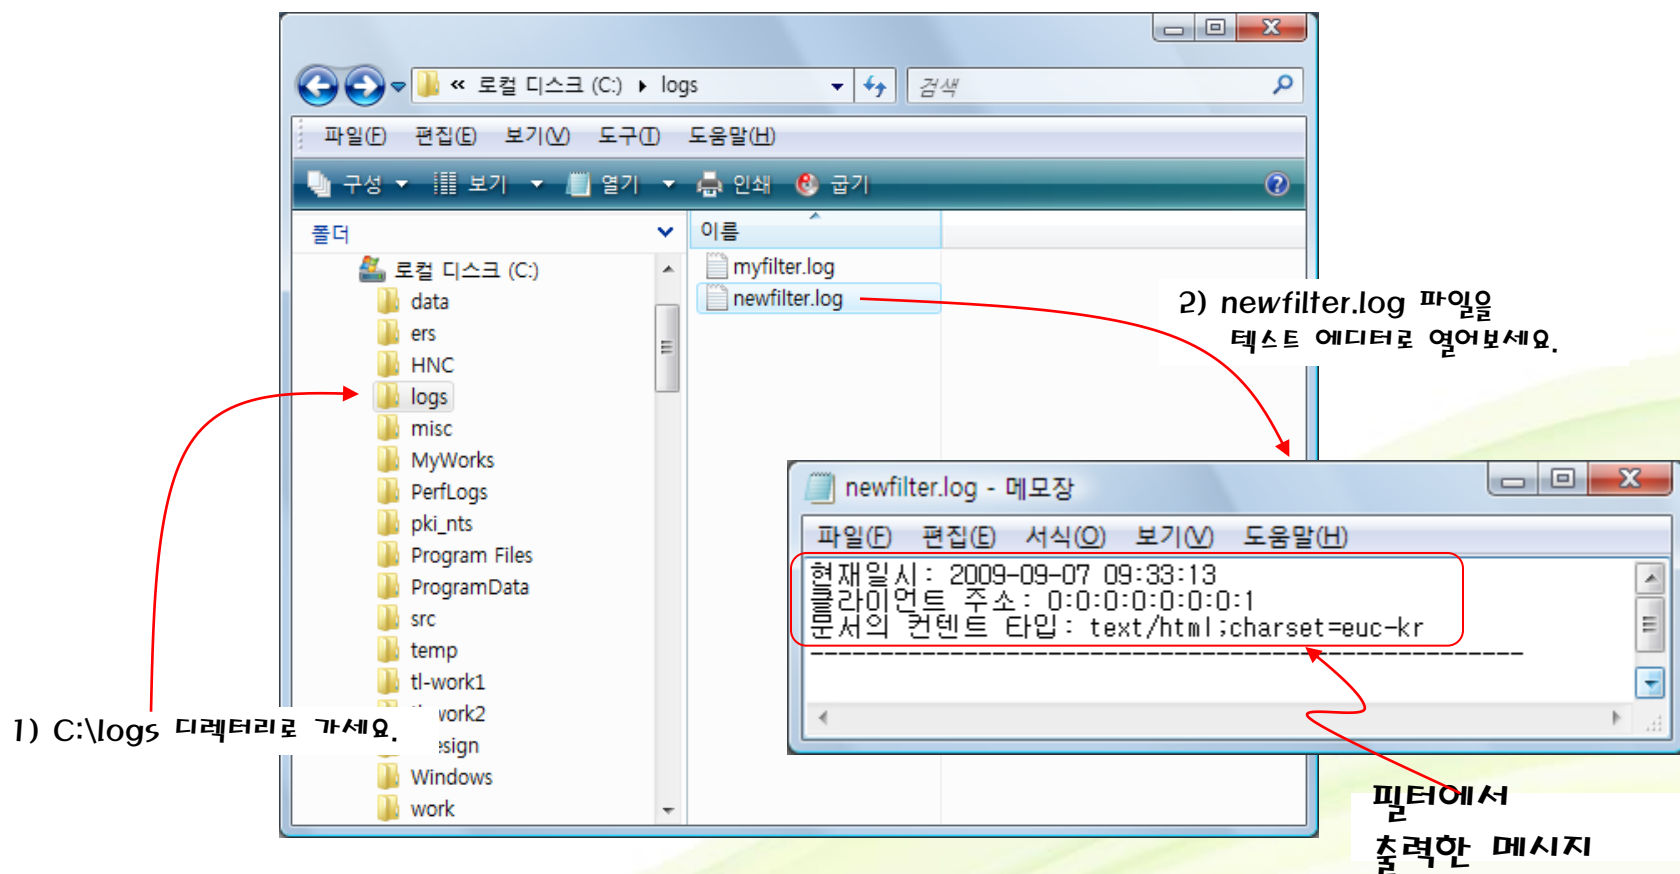 « 로컬 디스크 (C:) ▸ logs
검색
파일(F) 편집(E) 보기(V) 도구(T) 도움말(H)
구성 보기 열기 인쇄 굽기
폴더
이름
로컬 디스크 (C:)
data
ers
HNC
logs
misc
MyWorks
PerfLogs
pki_nts
Program Files
ProgramData
src
temp
tl-work1
work2
esign
Windows
work
myfilter.log
newfilter.log
1) C:\logs 디렉터리로 가세요.
2) newfilter.log 파일을
텍스트 에디터로 열어보세요.
newfilter.log - 메모장
파일(F) 편집(E) 서식(O) 보기(V) 도움말(H)
현재일시: 2009-09-07 09:33:13
클라이언트 주소: 0:0:0:0:0:0:0:1
문서의 컨텐트 타입: text/html;charset=euc-kr
---------------------------------------------------
필터에서
출력한 메시지